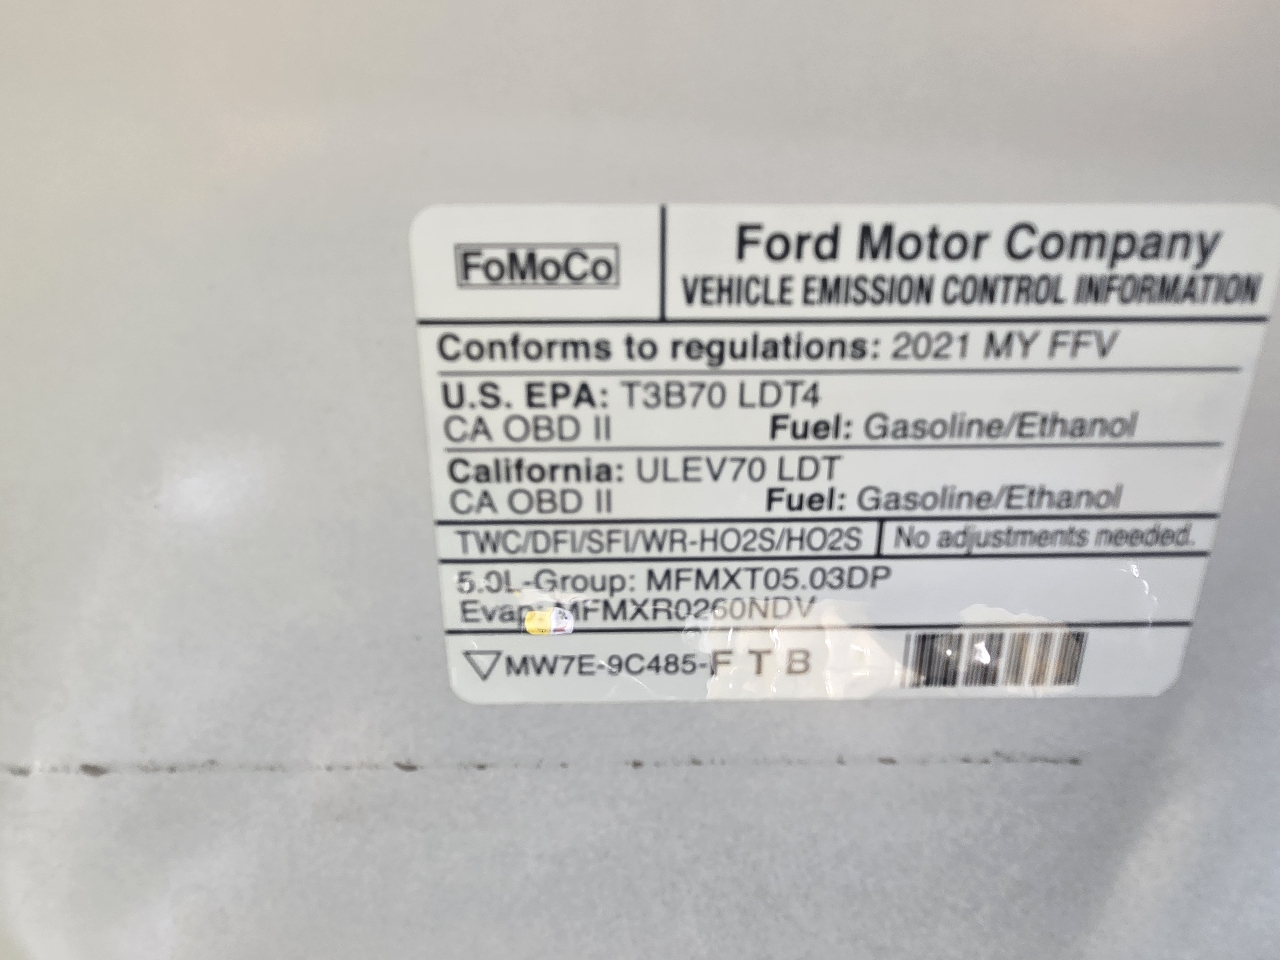 FoMoCo
Ford Motor Company
VEHICLE EMISSION CONTROL INFORMATION
Conforms to regulations: 2021 MY FFV
U.S. EPA: T3B70 LDT4
CA OBD II Fuel: Gasoline/Ethanol
California: ULEV70 LDT
CA OBD II Fuel: Gasoline/Ethanol
TWC/DFI/SFI/WR-HO2S/HO2S No adjustments needed.
5.0L-Group: MFMXT05.03DP
Evap: MFMXR0260NDV
MW7E-9C485-F T B